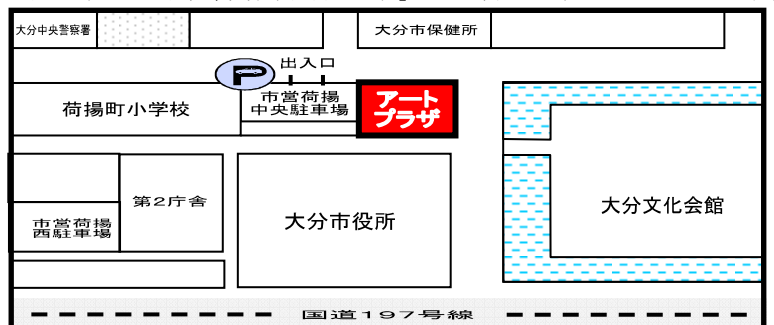 大分中央警察署
大分市保健所
出入口
P
荷揚町小学校
市営荷揚
中央駐車場
アート
プラザ
第2庁舎
市営荷揚
西駐車場
大分市役所
大分文化会館
国道197号線